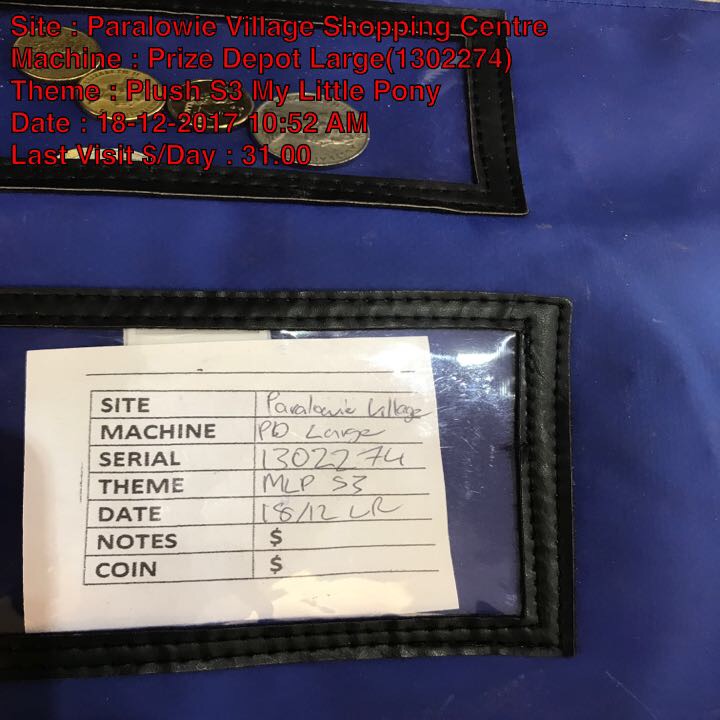 Site : Paralowie Village Shopping Centre
Machine : Prize Depot Large(1302274)
Theme : Plush S3 My Little Pony
Date : 18-12-2017 10:52 AM
Last Visit $/Day : 31.00
SITE Paralowie Village
MACHINE PD Large
SERIAL 1302274
THEME MLP S3
DATE 18/12 LR
NOTES $
COIN $